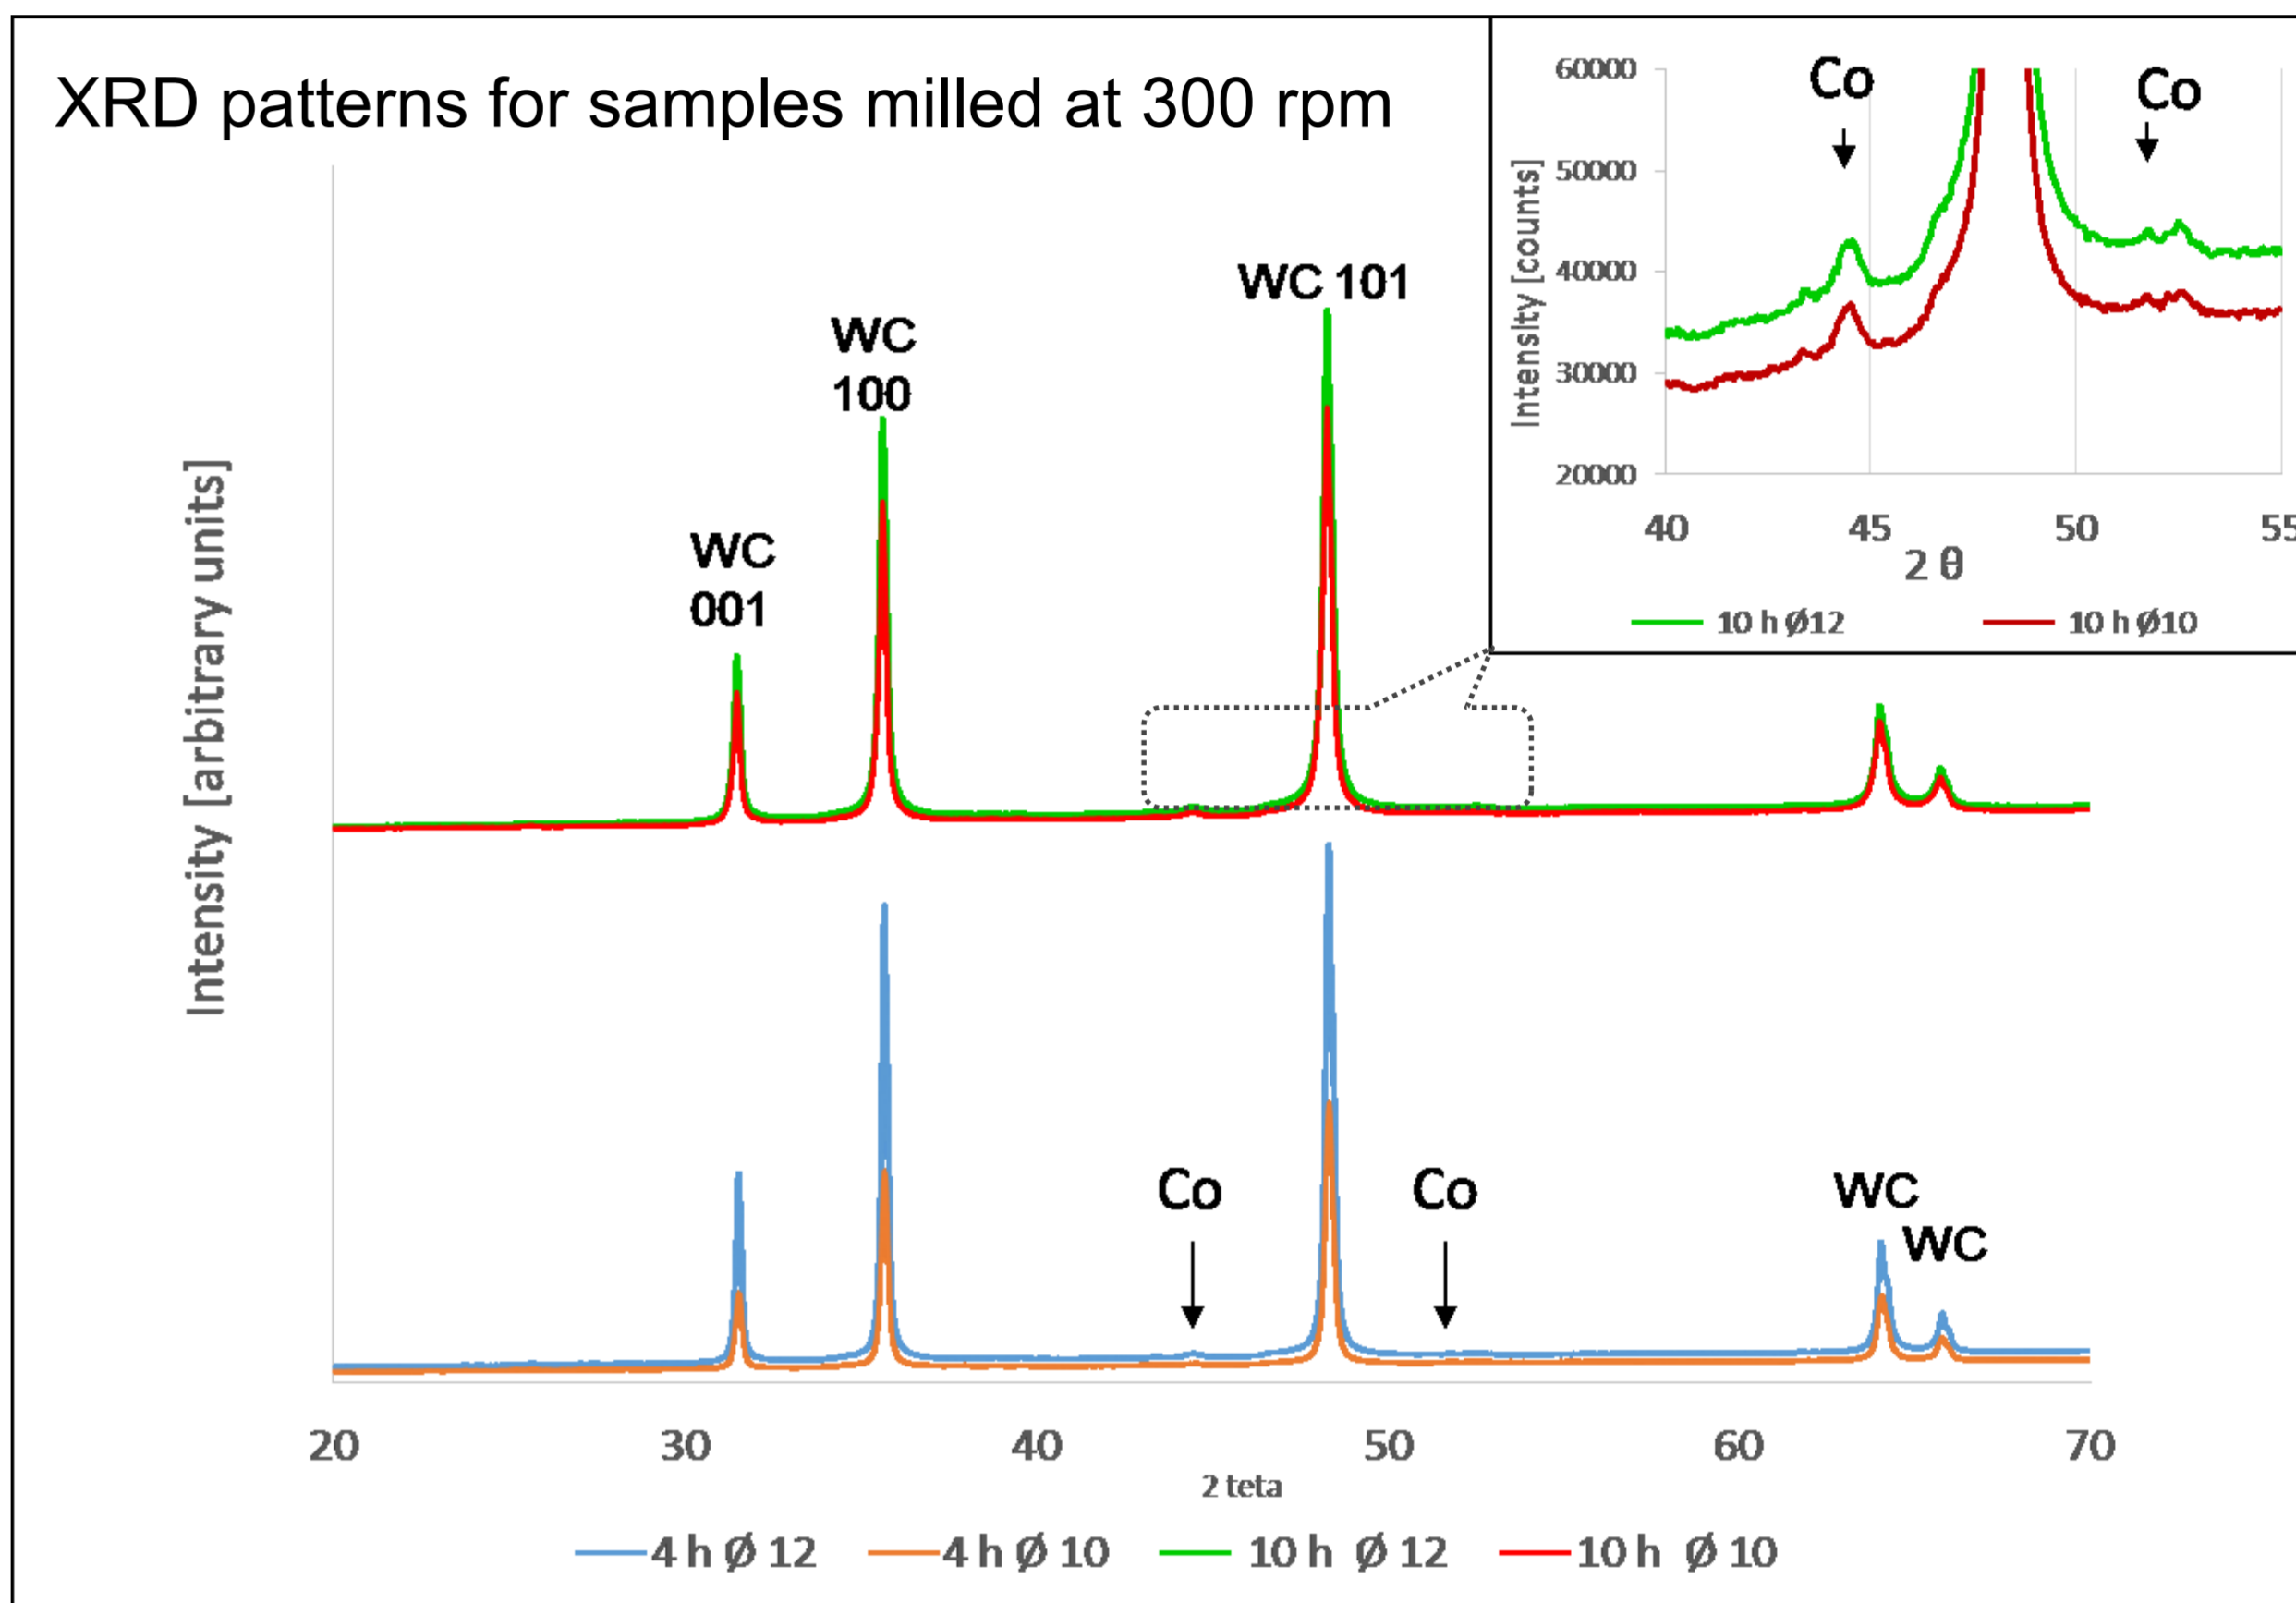 XRD patterns for samples milled at 300 rpm
Intensity [arbitrary units]
WC
001
WC
100
WC 101
Co
Co
WC
WC
20 30 40 50 60 70
2 teta
4 h Ø 12 4 h Ø 10 10 h Ø 12 10 h Ø 10
Intensity [counts]
60000
50000
40000
30000
20000
Co
Co
40 45 50 55
2 θ
10 h Ø12 10 h Ø10